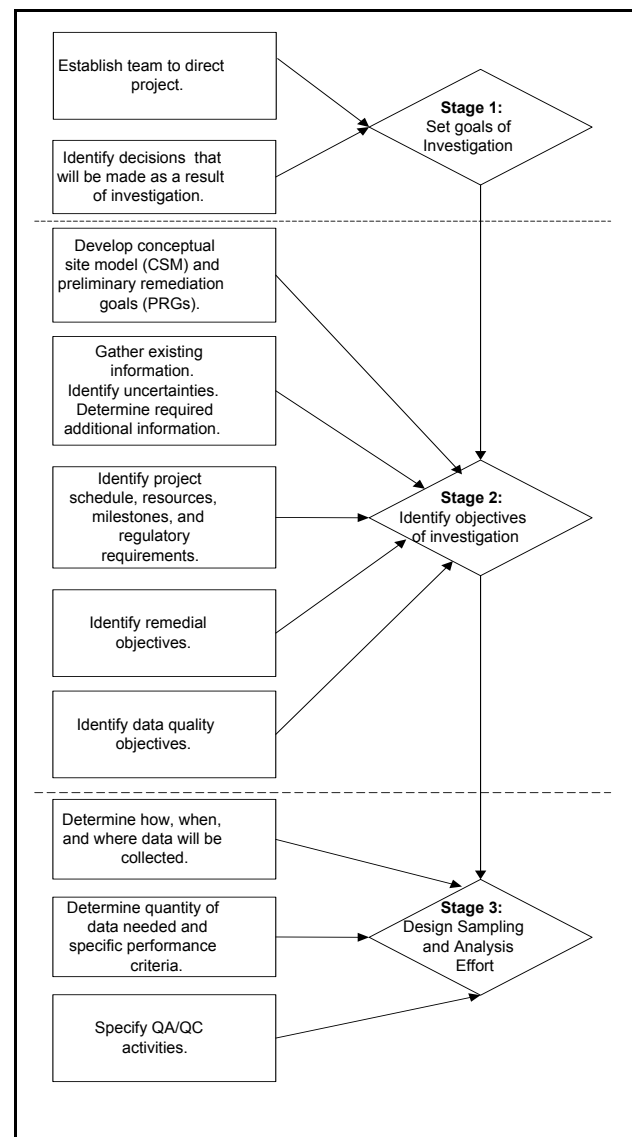 Establish team to direct
project.
Stage 1:
Set goals of
Investigation
Identify decisions that
will be made as a result
of investigation.
Develop conceptual
site model (CSM) and
preliminary remediation
goals (PRGs).
Gather existing
information.
Identify uncertainties.
Determine required
additional information.
Identify project
schedule, resources,
milestones, and
regulatory
requirements.
Stage 2:
Identify objectives
of investigation
Identify remedial
objectives.
Identify data quality
objectives.
Determine how, when,
and where data will be
collected.
Determine quantity of
data needed and
specific performance
criteria.
Stage 3:
Design Sampling
and Analysis
Effort
Specify QA/QC
activities.